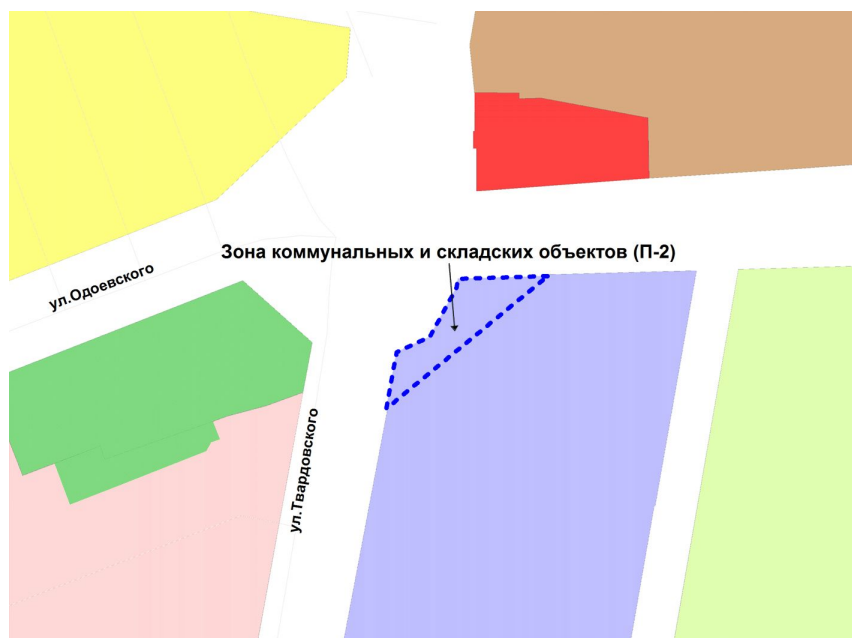 Зона коммунальных и складских объектов (П-2)
ул.Одоевского
ул.Твардовского